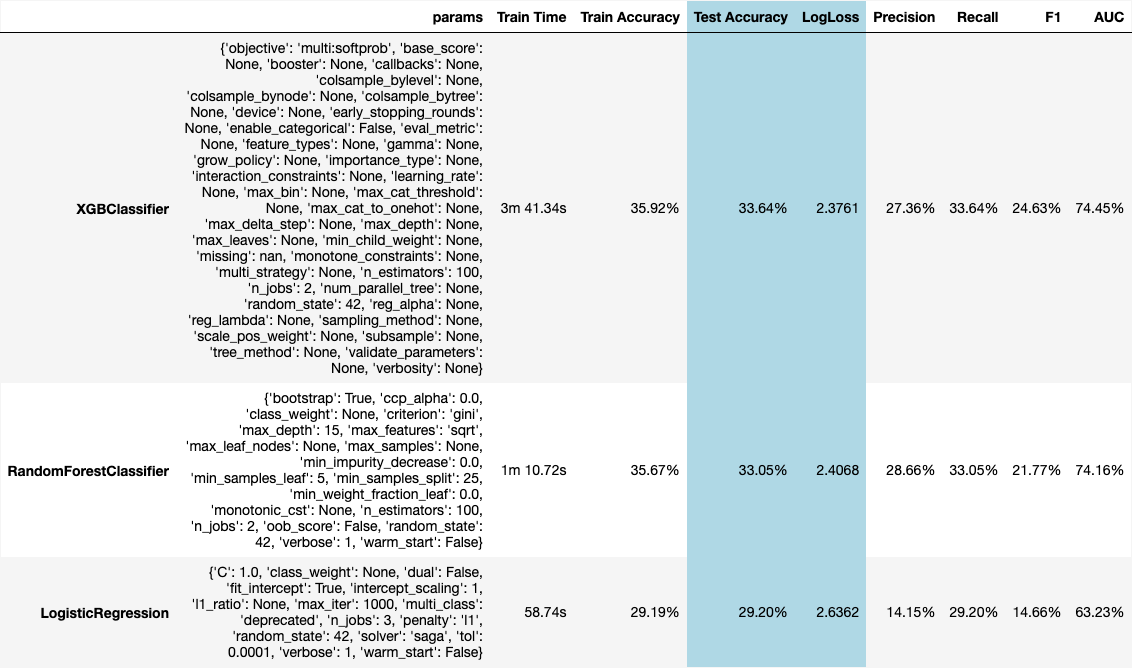 params Train Time Train Accuracy Test Accuracy LogLoss Precision Recall F1 AUC
{'objective': 'multi:softprob', 'base_score':
None, 'booster': None, 'callbacks': None,
'colsample_bylevel': None,
'colsample_bynode': None, 'colsample_bytree':
None, 'device': None, 'early_stopping_rounds':
None, 'enable_categorical': False, 'eval_metric':
None, 'feature_types': None, 'gamma': None,
'grow_policy': None, 'importance_type': None,
'interaction_constraints': None, 'learning_rate':
None, 'max_bin': None, 'max_cat_threshold':
XGBClassifier None, 'max_cat_to_onehot': None, 3m 41.34s 35.92% 33.64% 2.3761 27.36% 33.64% 24.63% 74.45%
'max_delta_step': None, 'max_depth': None,
'max_leaves': None, 'min_child_weight': None,
'missing': nan, 'monotone_constraints': None,
'multi_strategy': None, 'n_estimators': 100,
'n_jobs': 2, 'num_parallel_tree': None,
'random_state': 42, 'reg_alpha': None,
'reg_lambda': None, 'sampling_method': None,
'scale_pos_weight': None, 'subsample': None,
'tree_method': None, 'validate_parameters':
None, 'verbosity': None}
{'bootstrap': True, 'ccp_alpha': 0.0,
'class_weight': None, 'criterion': 'gini',
'max_depth': 15, 'max_features': 'sqrt',
'max_leaf_nodes': None, 'max_samples': None,
'min_impurity_decrease': 0.0,
RandomForestClassifier 'min_samples_leaf': 5, 'min_samples_split': 25, 1m 10.72s 35.67% 33.05% 2.4068 28.66% 33.05% 21.77% 74.16%
'min_weight_fraction_leaf': 0.0,
'monotonic_cst': None, 'n_estimators': 100,
'n_jobs': 2, 'oob_score': False, 'random_state':
42, 'verbose': 1, 'warm_start': False}
{'C': 1.0, 'class_weight': None, 'dual': False,
'fit_intercept': True, 'intercept_scaling': 1,
'l1_ratio': None, 'max_iter': 1000, 'multi_class':
LogisticRegression 'deprecated', 'n_jobs': 3, 'penalty': 'l1', 58.74s 29.19% 29.20% 2.6362 14.15% 29.20% 14.66% 63.23%
'random_state': 42, 'solver': 'saga', 'tol':
0.0001, 'verbose': 1, 'warm_start': False}